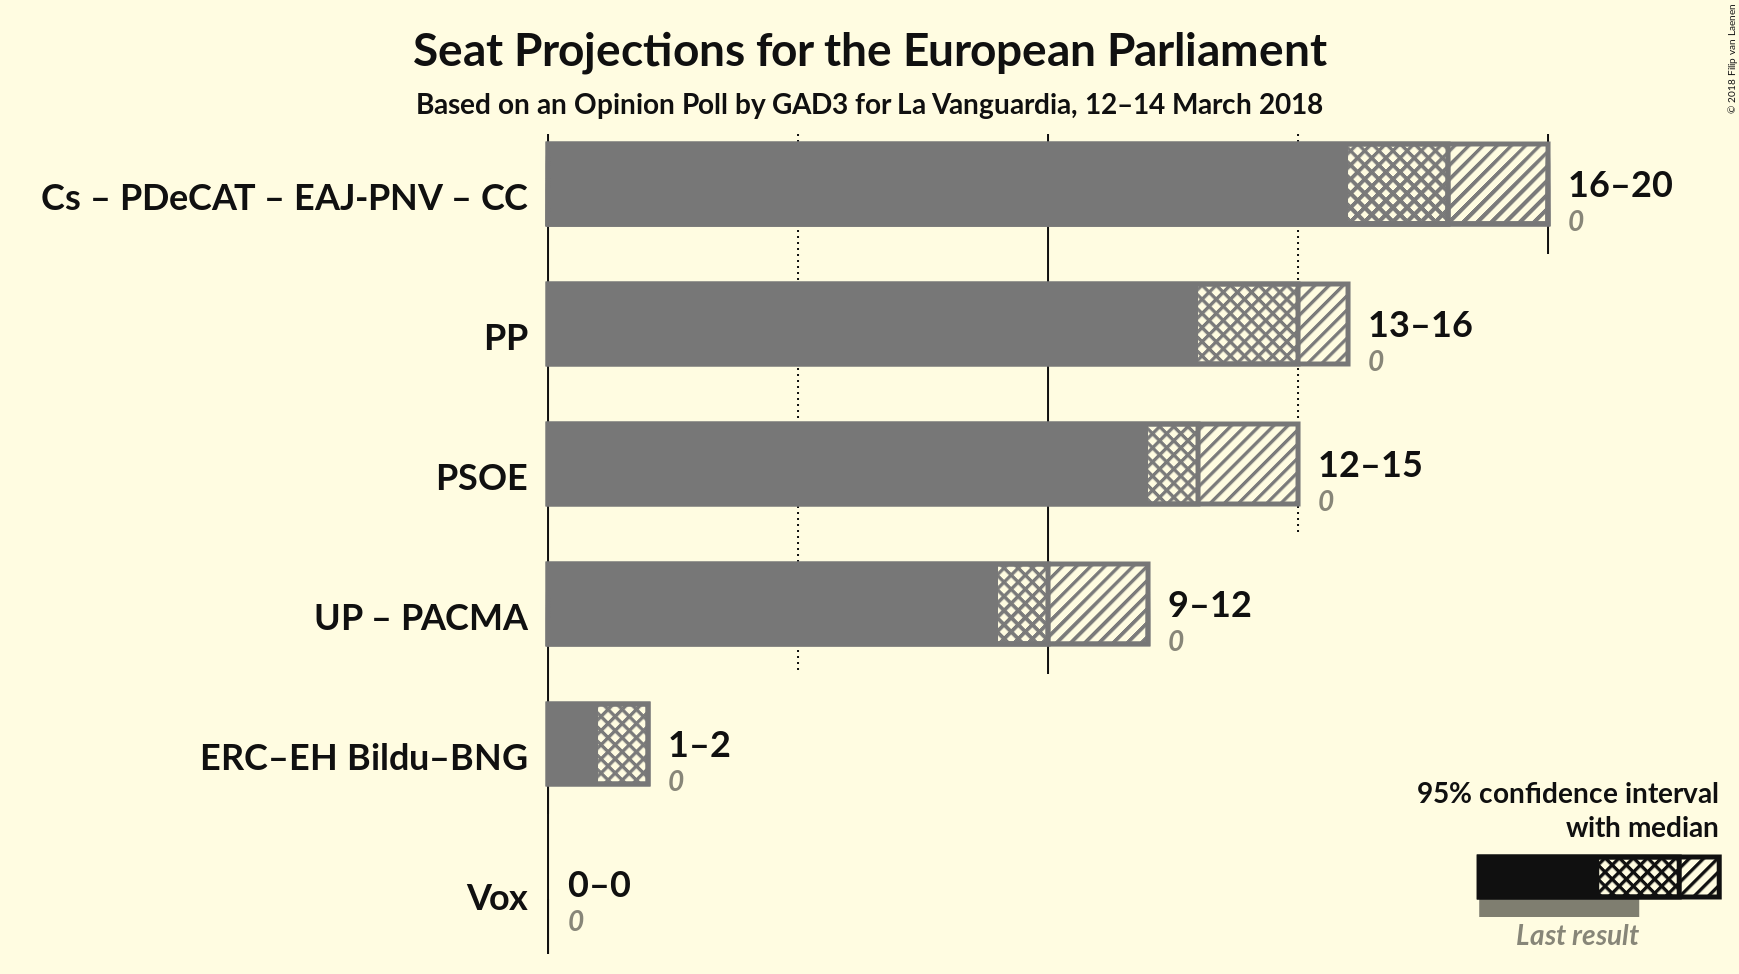 Seat Projections for the European Parliament
Based on an Opinion Poll by GAD3 for La Vanguardia, 12–14 March 2018
© 2018 Filip van Laenen
Cs – PDeCAT – EAJ-PNV – CC
16–20
0
PP
13–16
0
PSOE
12–15
0
UP – PACMA
9–12
0
ERC–EH Bildu–BNG
1–2
0
Vox
0–0
0
95% confidence interval
with median
Last result